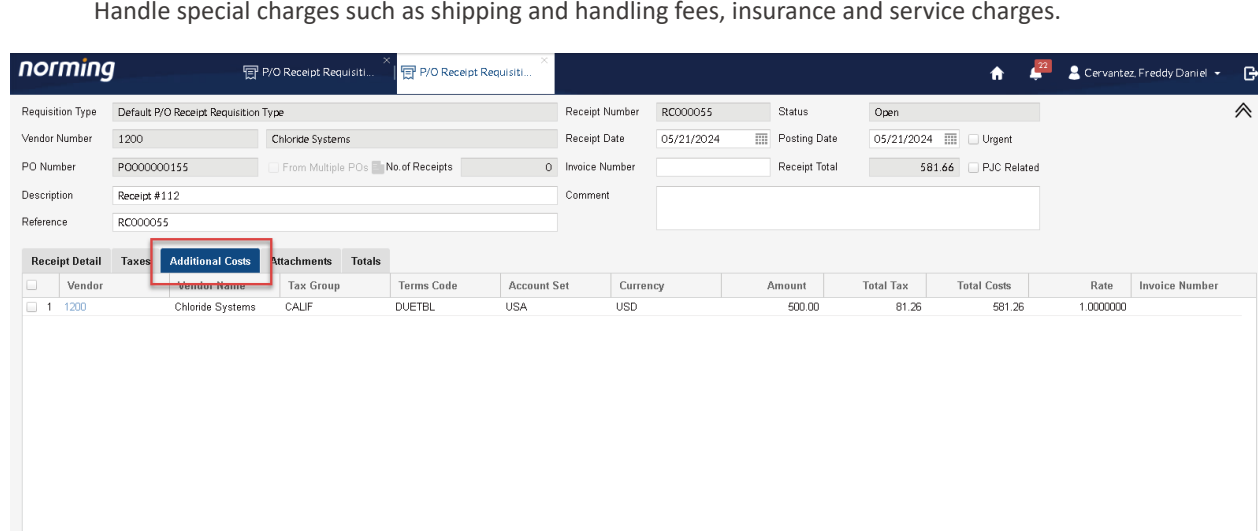 Handle special charges such as shipping and handling fees, insurance and service charges.
norming P/O Receipt Requisiti... P/O Receipt Requisiti... 22 Cervantez, Freddy Daniel
Requisition Type Default P/O Receipt Requisition Type Receipt Number RC000055 Status Open
Vendor Number 1200 Chloride Systems Receipt Date 05/21/2024 Posting Date 05/21/2024 Urgent
PO Number PO000000155 From Multiple POs No.of Receipts 0 Invoice Number Receipt Total 581.66 PJC Related
Description Receipt #112 Comment
Reference RC000055
Receipt Detail Taxes Additional Costs Attachments Totals
Vendor Vendor Name Tax Group Terms Code Account Set Currency Amount Total Tax Total Costs Rate Invoice Number
1 1200 Chloride Systems CALIF DUETBL USA USD 500.00 81.26 581.26 1.0000000